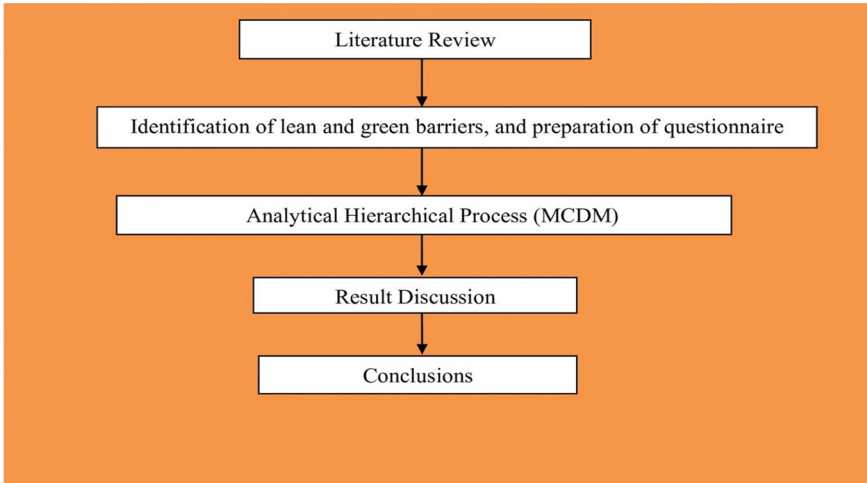 Literature Review
Identification of lean and green barriers, and preparation of questionnaire
Analytical Hierarchical Process (MCDM)
Result Discussion
Conclusions